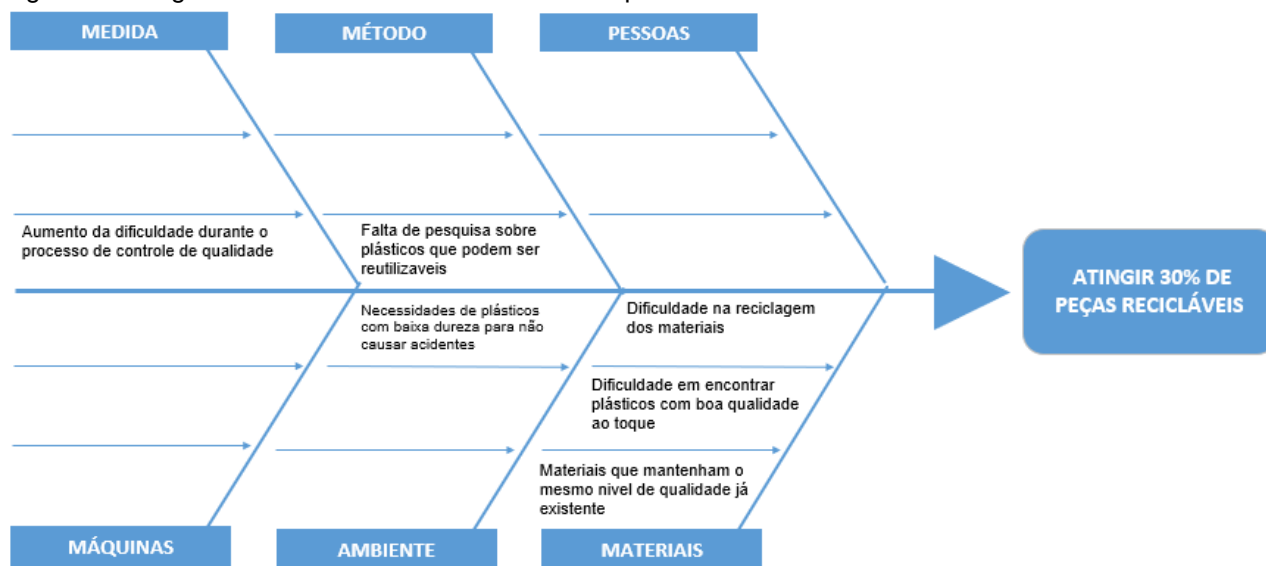 MEDIDA
MÉTODO
PESSOAS
Aumento da dificuldade durante o
processo de controle de qualidade
Falta de pesquisa sobre
plásticos que podem ser
reutilizaveis
ATINGIR 30% DE
PEÇAS RECICLÁVEIS
Necessidades de plásticos
com baixa dureza para não
causar acidentes
Dificuldade na reciclagem
dos materiais
Dificuldade em encontrar
plásticos com boa qualidade
ao toque
Materiais que mantenham o
mesmo nivel de qualidade já
existente
MÁQUINAS
AMBIENTE
MATERIAIS